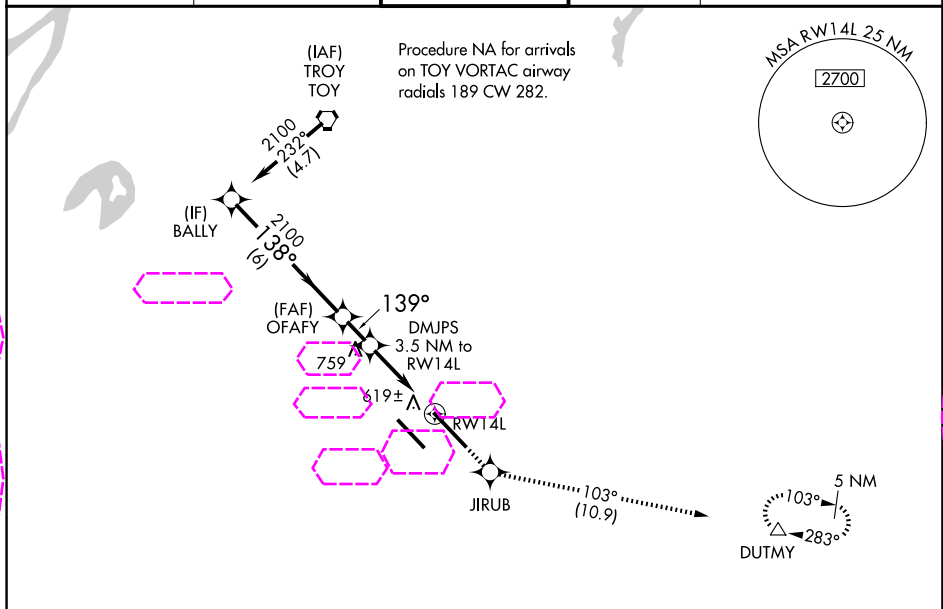 (IAF)
TROY
TOY
Procedure NA for arrivals
on TOY VORTAC airway
radials 189 CW 282.
MSA RW14L 25 NM
2700
2100
232°
(4.7)
(IF)
BALLY
2100
138°
(6)
(FAF)
OFAFY
139°
DMJPS
3.5 NM to
RW14L
759
619±
RW14L
JIRUB
103°
(10.9)
5 NM
103°
283°
DUTMY